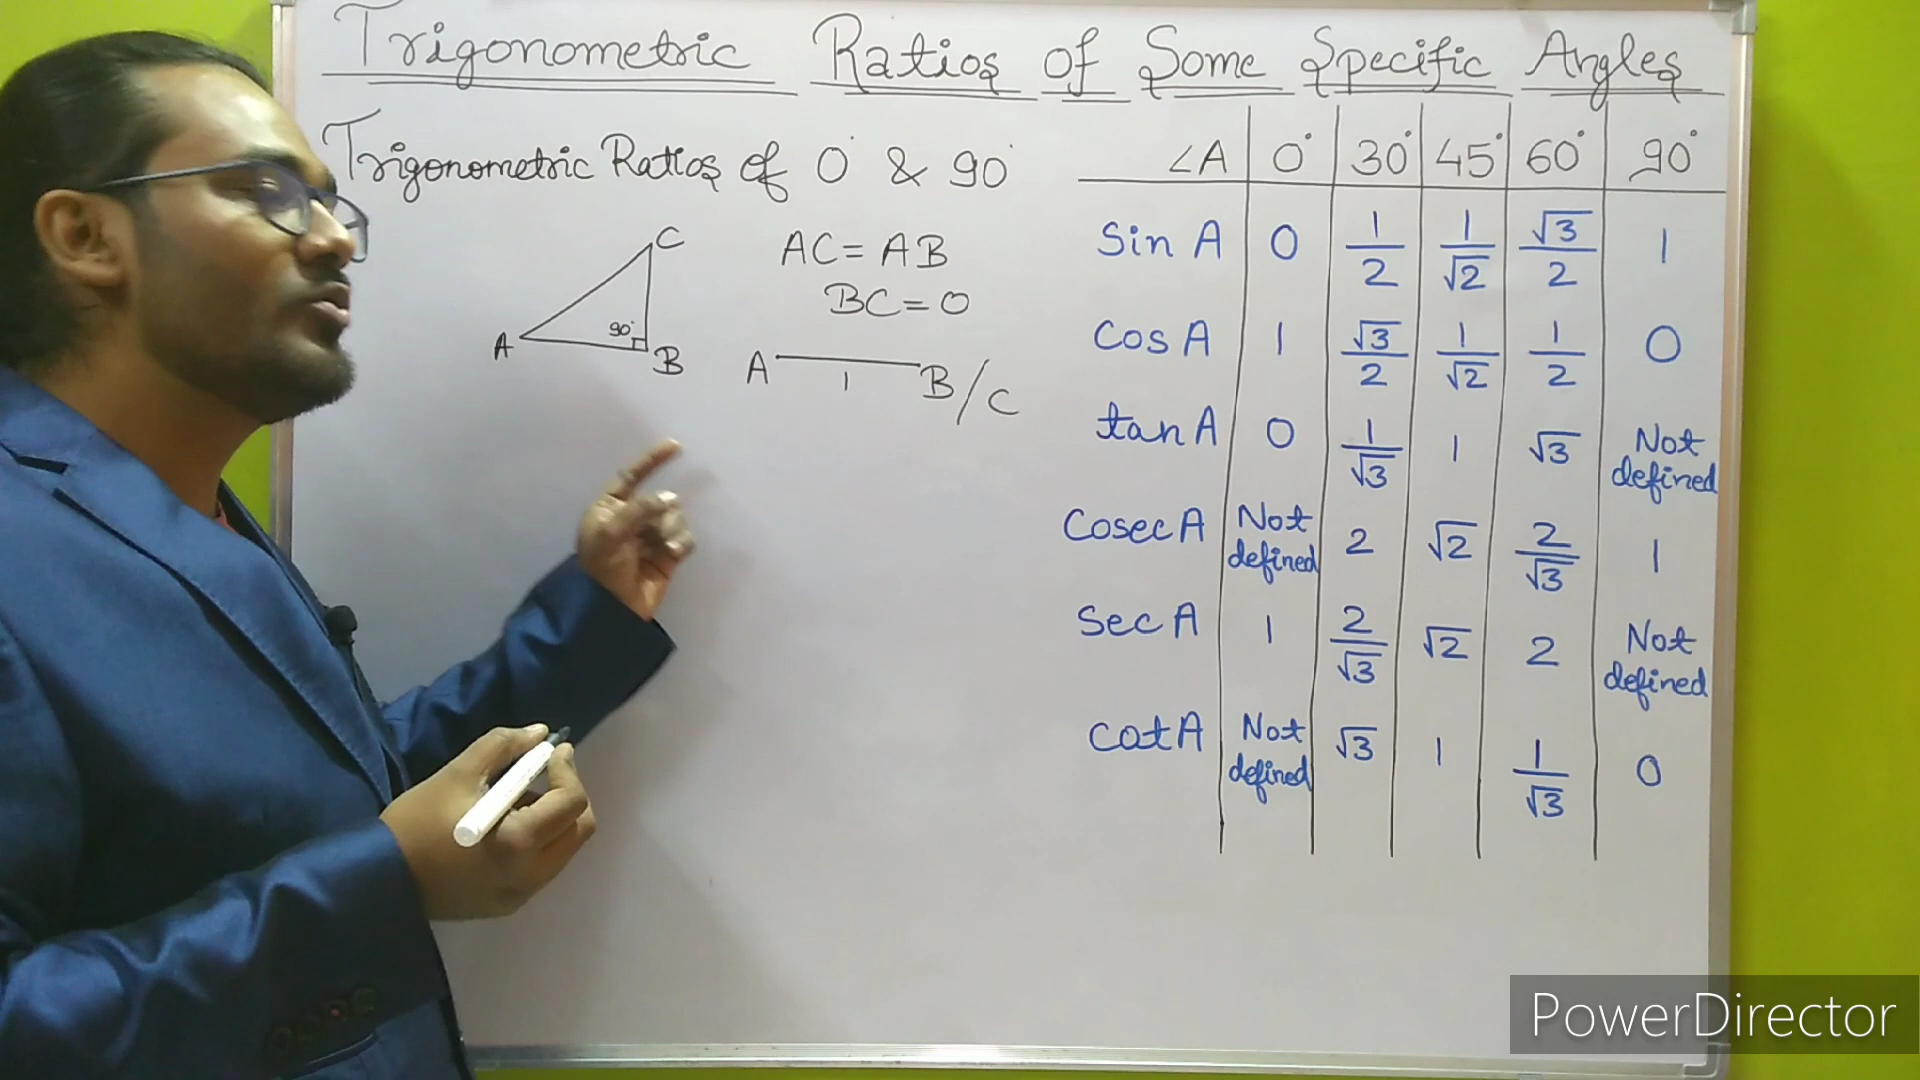 Trigonometric Ratios of Some Specific Angles
Trigonometric Ratios of 0° & 90°
C
A
90°
B
AC = AB
BC = 0
A
1
B/C
∠A 0° 30° 45° 60° 90°
Sin A 0 1/2 1/√2 √3/2 1
Cos A 1 √3/2 1/√2 1/2 0
tan A 0 1/√3 1 √3 Not defined
Cosec A Not defined 2 √2 2/√3 1
Sec A 1 2/√3 √2 2 Not defined
Cot A Not defined √3 1 1/√3 0
PowerDirector